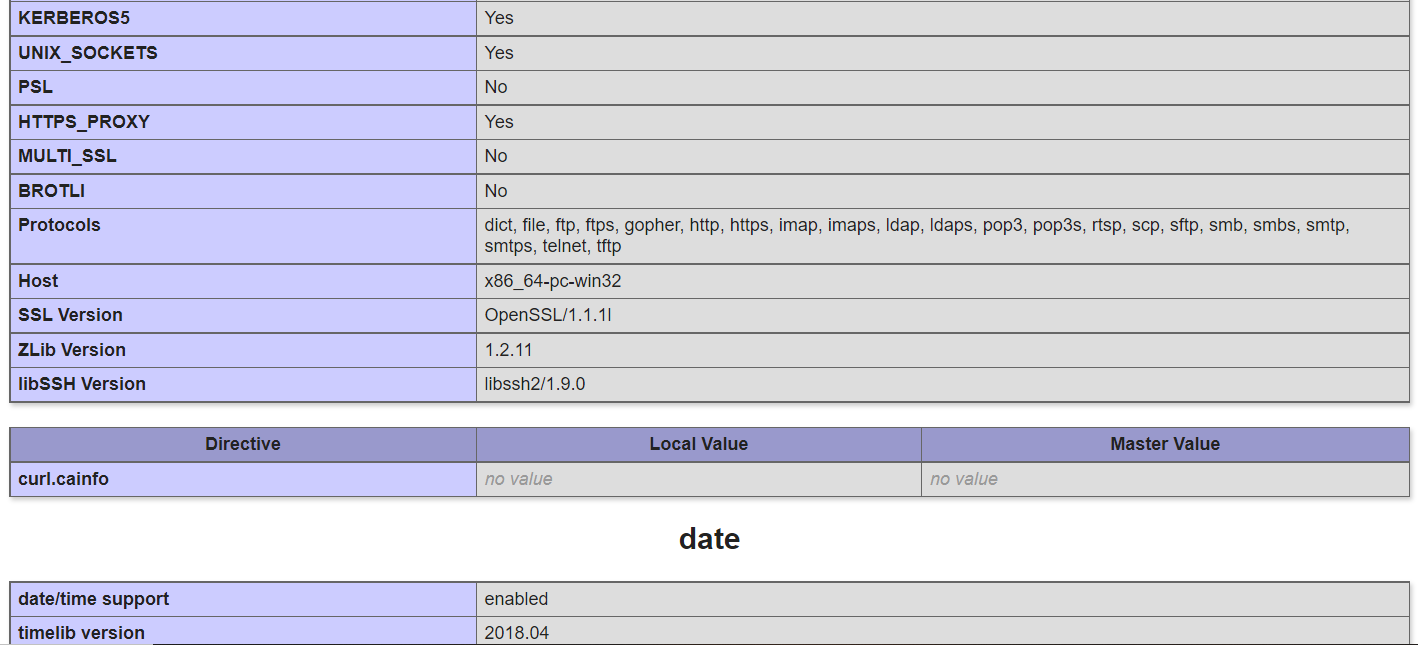 KERBEROS5 Yes
UNIX_SOCKETS Yes
PSL No
HTTPS_PROXY Yes
MULTI_SSL No
BROTLI No
Protocols dict, file, ftp, ftps, gopher, http, https, imap, imaps, ldap, ldaps, pop3, pop3s, rtsp, scp, sftp, smb, smbs, smtp,
smtps, telnet, tftp
Host x86_64-pc-win32
SSL Version OpenSSL/1.1.1l
ZLib Version 1.2.11
libSSH Version libssh2/1.9.0
Directive Local Value Master Value
curl.cainfo no value no value
date
date/time support enabled
timelib version 2018.04